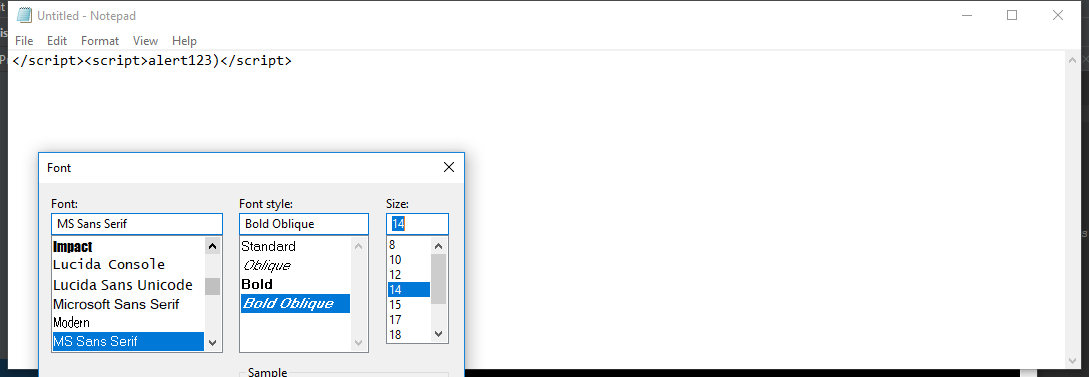 Untitled - Notepad
File Edit Format View Help
</script><script>alert123)</script>
Font
Font: Font style: Size:
MS Sans Serif Bold Oblique 14
Impact Standard 8
Lucida Console Oblique 10
Lucida Sans Unicode Bold 12
Microsoft Sans Serif Bold Oblique 14
Modern 15
MS Sans Serif 17
18
Sample